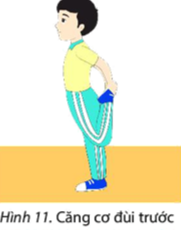 Hình 11. Căng cơ đùi trước